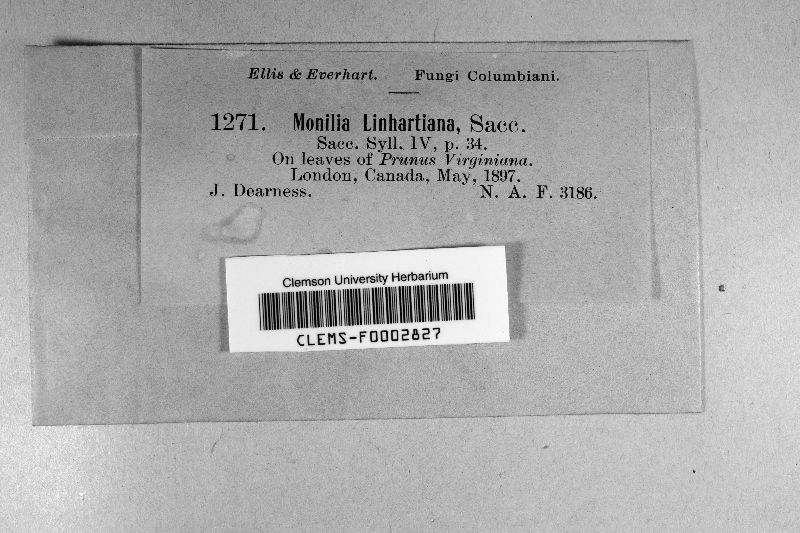 Ellis & Everhart. Fungi Columbiani.
1271. Monilia Linhartiana, Sacc.
Sacc. Syll. IV, p. 34.
On leaves of Prunus Virginiana.
London, Canada, May, 1897.
J. Dearness. N. A. F. 3186.
Clemson University Herbarium
CLEMS-F0002827